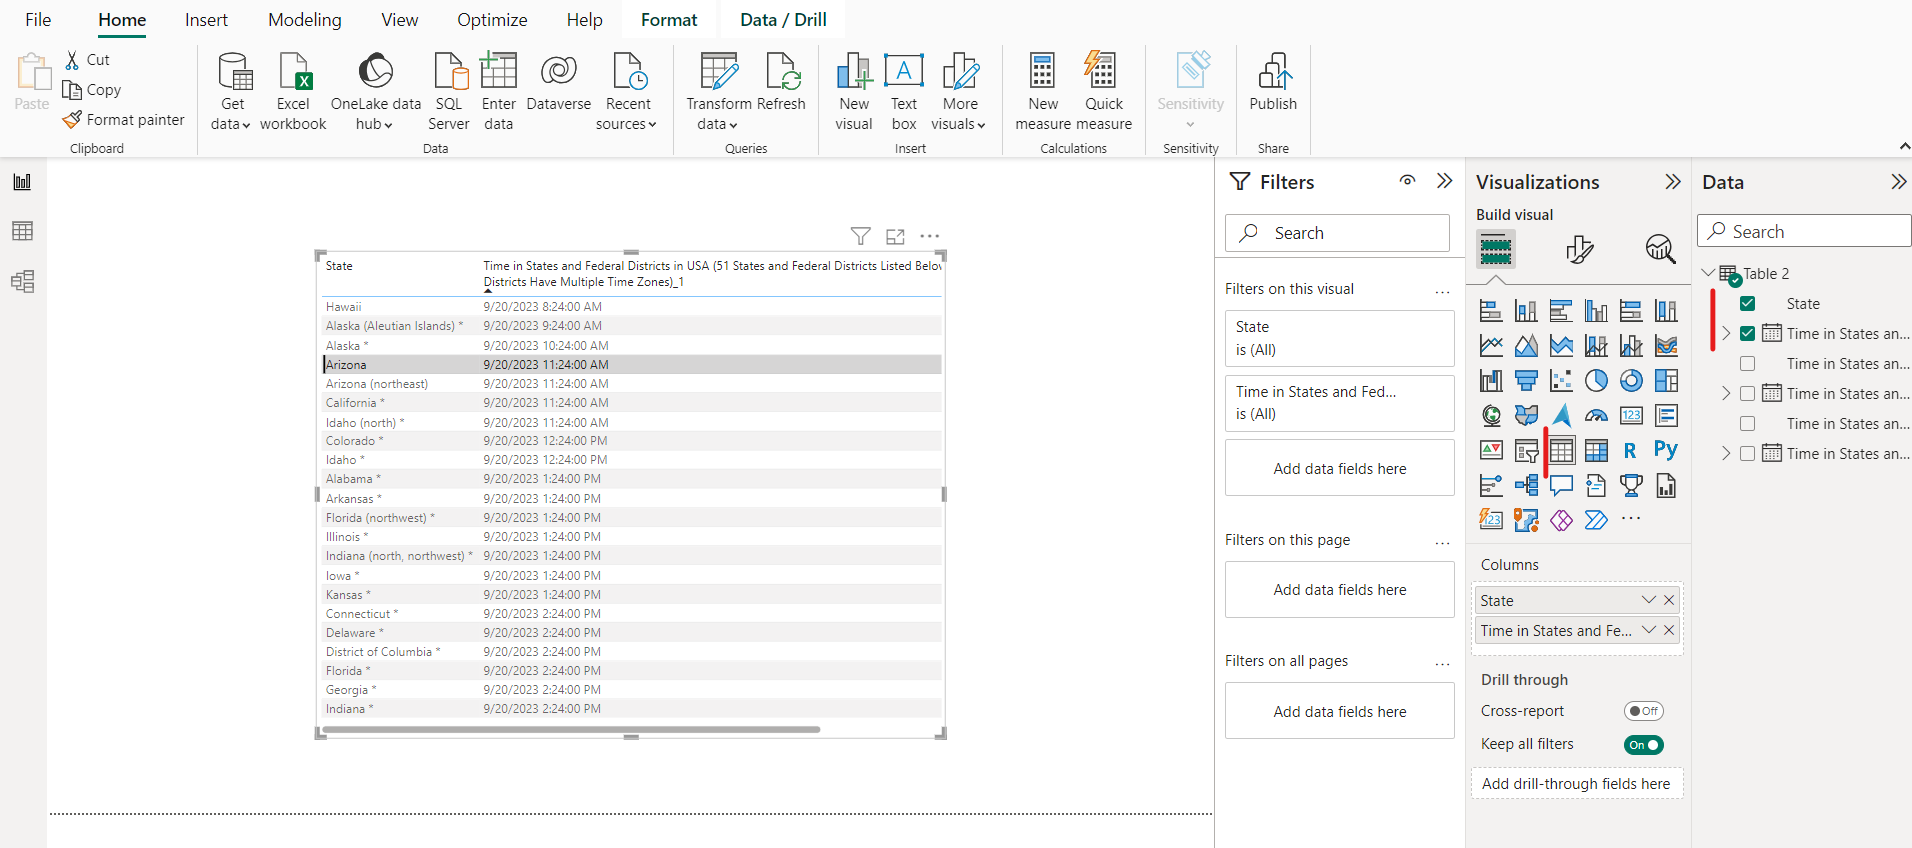 File Home Insert Modeling View Optimize Help Format Data / Drill
Paste
Cut
Copy
Format painter
Clipboard
Get data
Excel workbook
OneLake data hub
SQL Server
Enter data
Dataverse
Recent sources
Data
Transform data
Refresh
Queries
New visual
Text box
More visuals
Insert
New measure
Quick measure
Calculations
Sensitivity
Sensitivity
Publish
Share
State
Time in States and Federal Districts in USA (51 States and Federal Districts Listed Below
Districts Have Multiple Time Zones)_1
Hawaii 9/20/2023 8:24:00 AM
Alaska (Aleutian Islands) * 9/20/2023 9:24:00 AM
Alaska * 9/20/2023 10:24:00 AM
Arizona 9/20/2023 11:24:00 AM
Arizona (northeast) 9/20/2023 11:24:00 AM
California * 9/20/2023 11:24:00 AM
Idaho (north) * 9/20/2023 11:24:00 AM
Colorado * 9/20/2023 12:24:00 PM
Idaho * 9/20/2023 12:24:00 PM
Alabama * 9/20/2023 1:24:00 PM
Arkansas * 9/20/2023 1:24:00 PM
Florida (northwest) * 9/20/2023 1:24:00 PM
Illinois * 9/20/2023 1:24:00 PM
Indiana (north, northwest) * 9/20/2023 1:24:00 PM
Iowa * 9/20/2023 1:24:00 PM
Kansas * 9/20/2023 1:24:00 PM
Connecticut * 9/20/2023 2:24:00 PM
Delaware * 9/20/2023 2:24:00 PM
District of Columbia * 9/20/2023 2:24:00 PM
Florida * 9/20/2023 2:24:00 PM
Georgia * 9/20/2023 2:24:00 PM
Indiana * 9/20/2023 2:24:00 PM
Filters
Search
Filters on this visual ...
State
is (All)
Time in States and Fed...
is (All)
Add data fields here
Filters on this page ...
Add data fields here
Filters on all pages ...
Add data fields here
Visualizations
Build visual
123
R
Py
123
...
Columns
State
Time in States and Fe...
Drill through
Cross-report Off
Keep all filters On
Add drill-through fields here
Data
Search
Table 2
State
Time in States an...
Time in States an...
Time in States an...
Time in States an...
Time in States an...